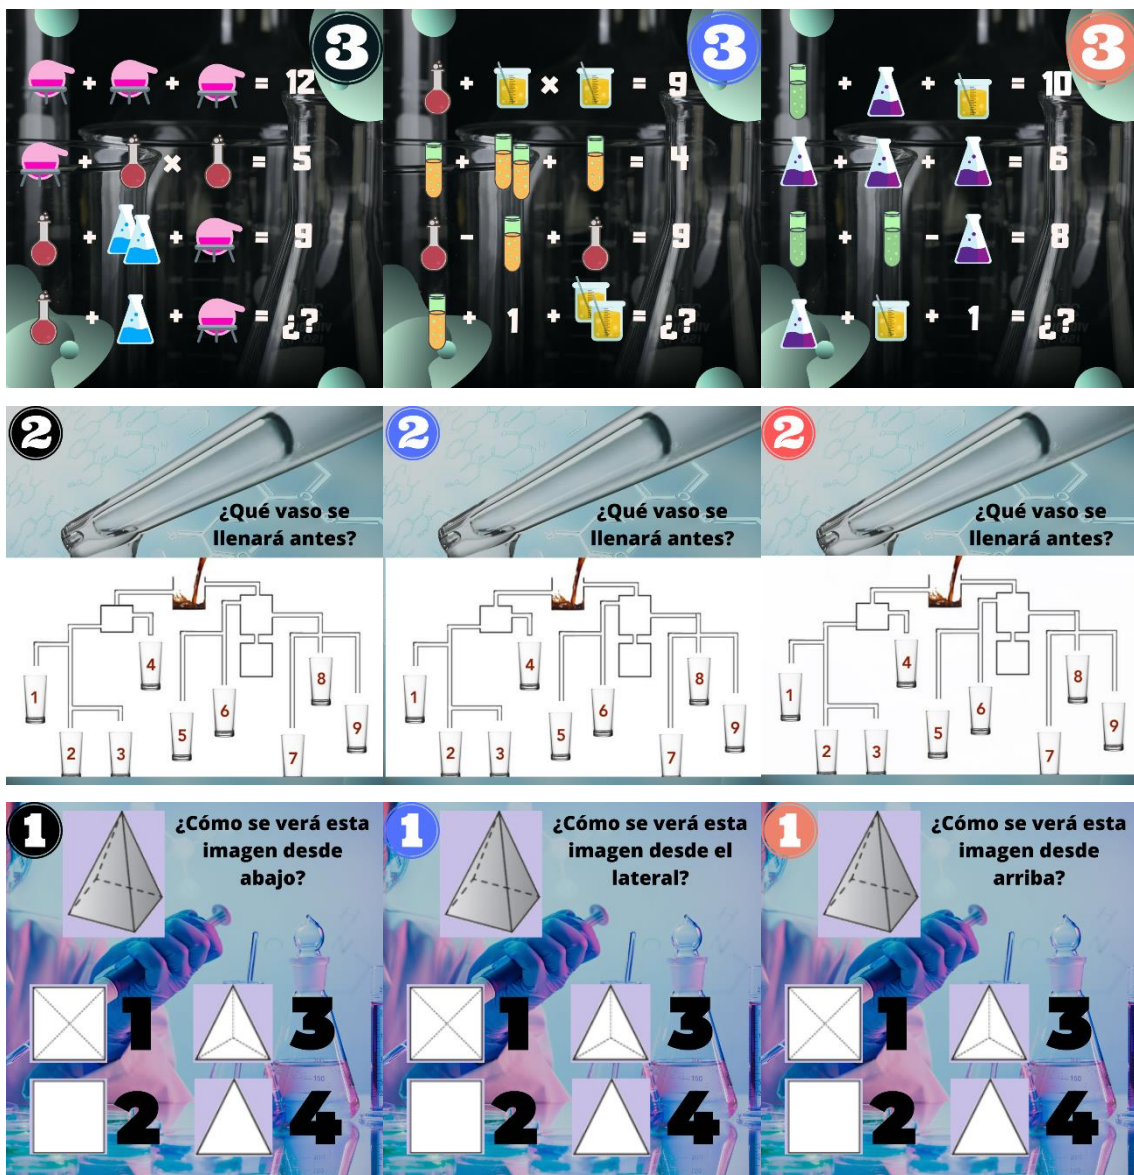 3
+ + = 12
+ × = 5
+ + = 9
+ + = ¿?
3
+ × = 9
+ + = 4
- + = 9
+ 1 + = ¿?
3
+ + = 10
+ + = 6
+ - = 8
+ + 1 = ¿?
2
¿Qué vaso se
llenará antes?
1
2
3
4
5
6
7
8
9
2
¿Qué vaso se
llenará antes?
1
2
3
4
5
6
7
8
9
2
¿Qué vaso se
llenará antes?
1
2
3
4
5
6
7
8
9
1
¿Cómo se verá esta
imagen desde
abajo?
1
3
2
4
1
¿Cómo se verá esta
imagen desde el
lateral?
1
3
2
4
1
¿Cómo se verá esta
imagen desde
arriba?
1
3
2
4